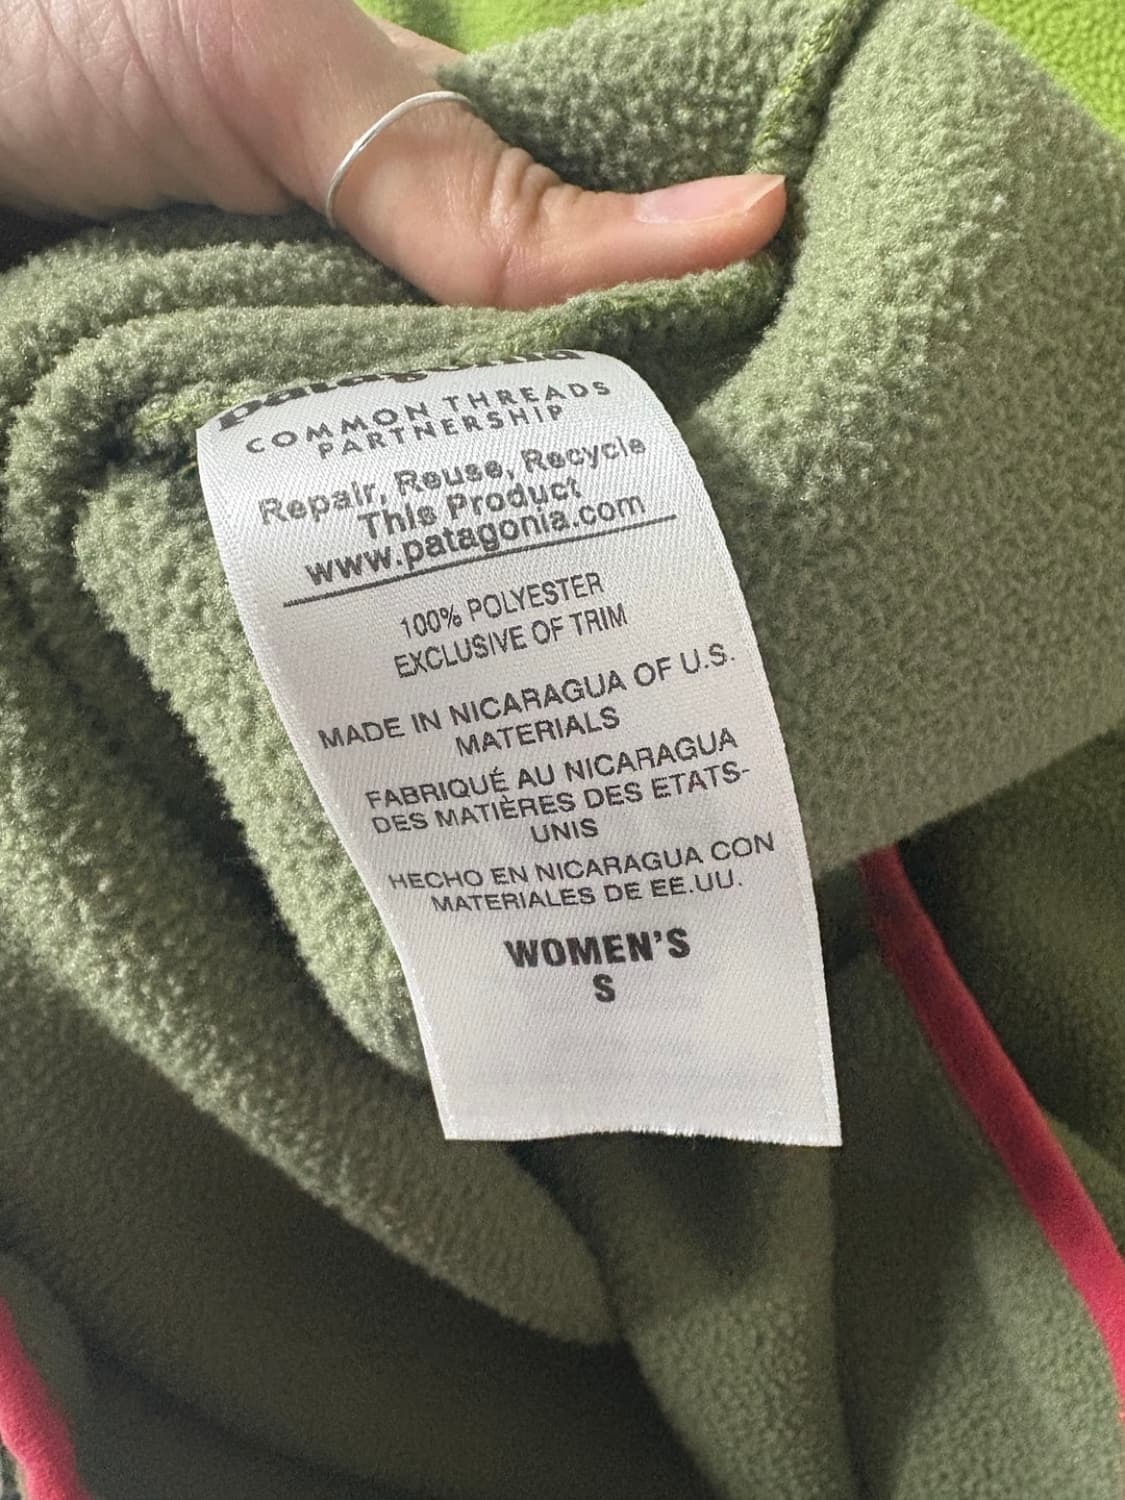 patagonia
COMMON THREADS
PARTNERSHIP
Repair, Reuse, Recycle
This Product
www.patagonia.com
100% POLYESTER
EXCLUSIVE OF TRIM
MADE IN NICARAGUA OF U.S.
MATERIALS
FABRIQUÉ AU NICARAGUA
DES MATIÈRES DES ETATS-
UNIS
HECHO EN NICARAGUA CON
MATERIALES DE EE.UU.
WOMEN'S
S